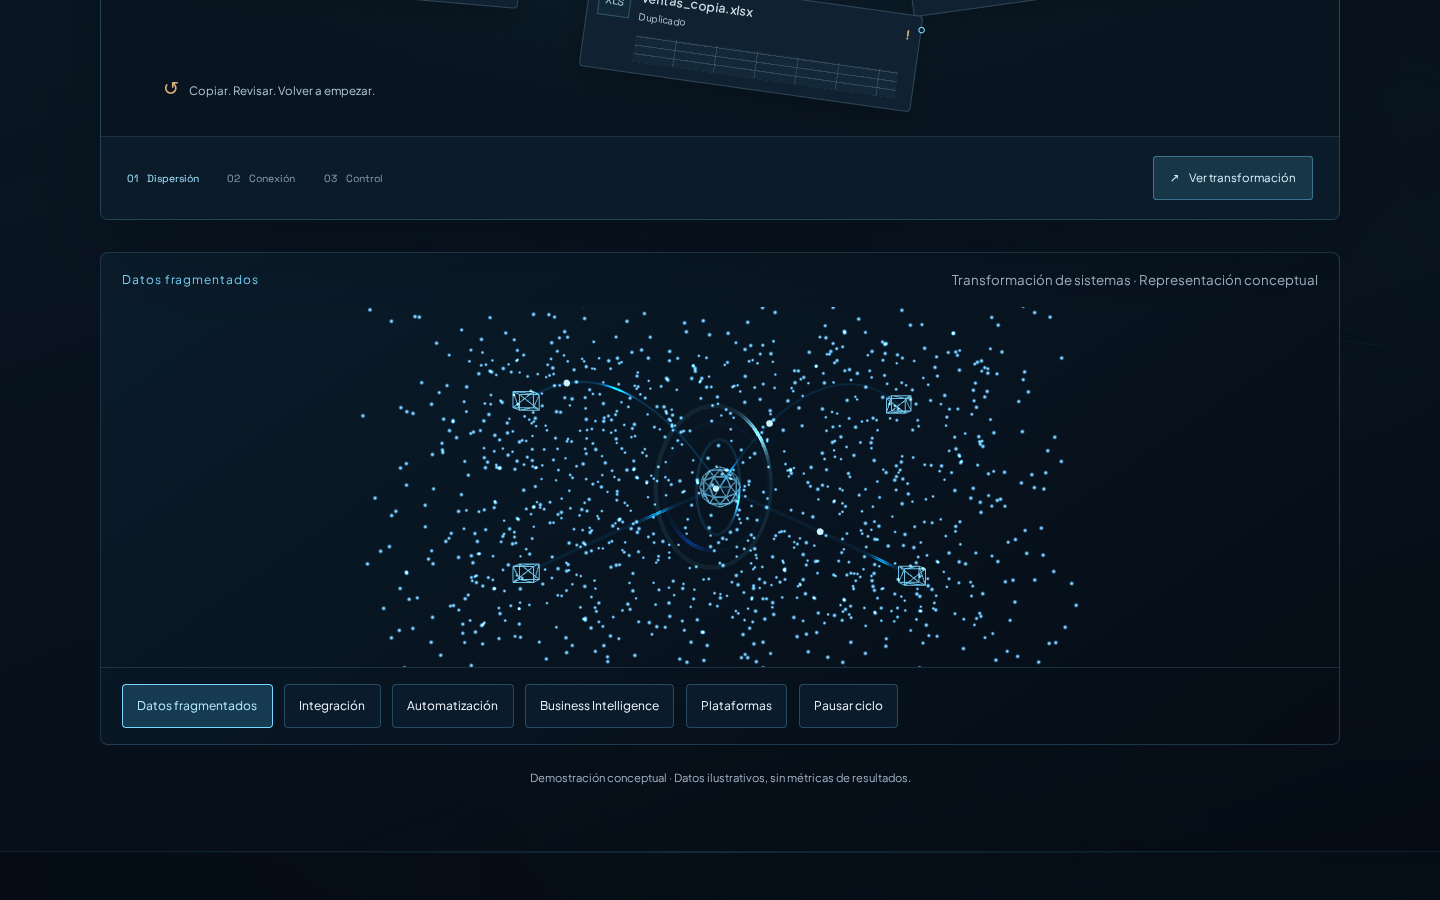 XLS
ventas_copia.xlsx
Duplicado
!
Copiar. Revisar. Volver a empezar.
01 Dispersión 02 Conexión 03 Control
Ver transformación
Datos fragmentados
Transformación de sistemas · Representación conceptual
Datos fragmentados Integración Automatización Business Intelligence Plataformas Pausar ciclo
Demostración conceptual · Datos ilustrativos, sin métricas de resultados.